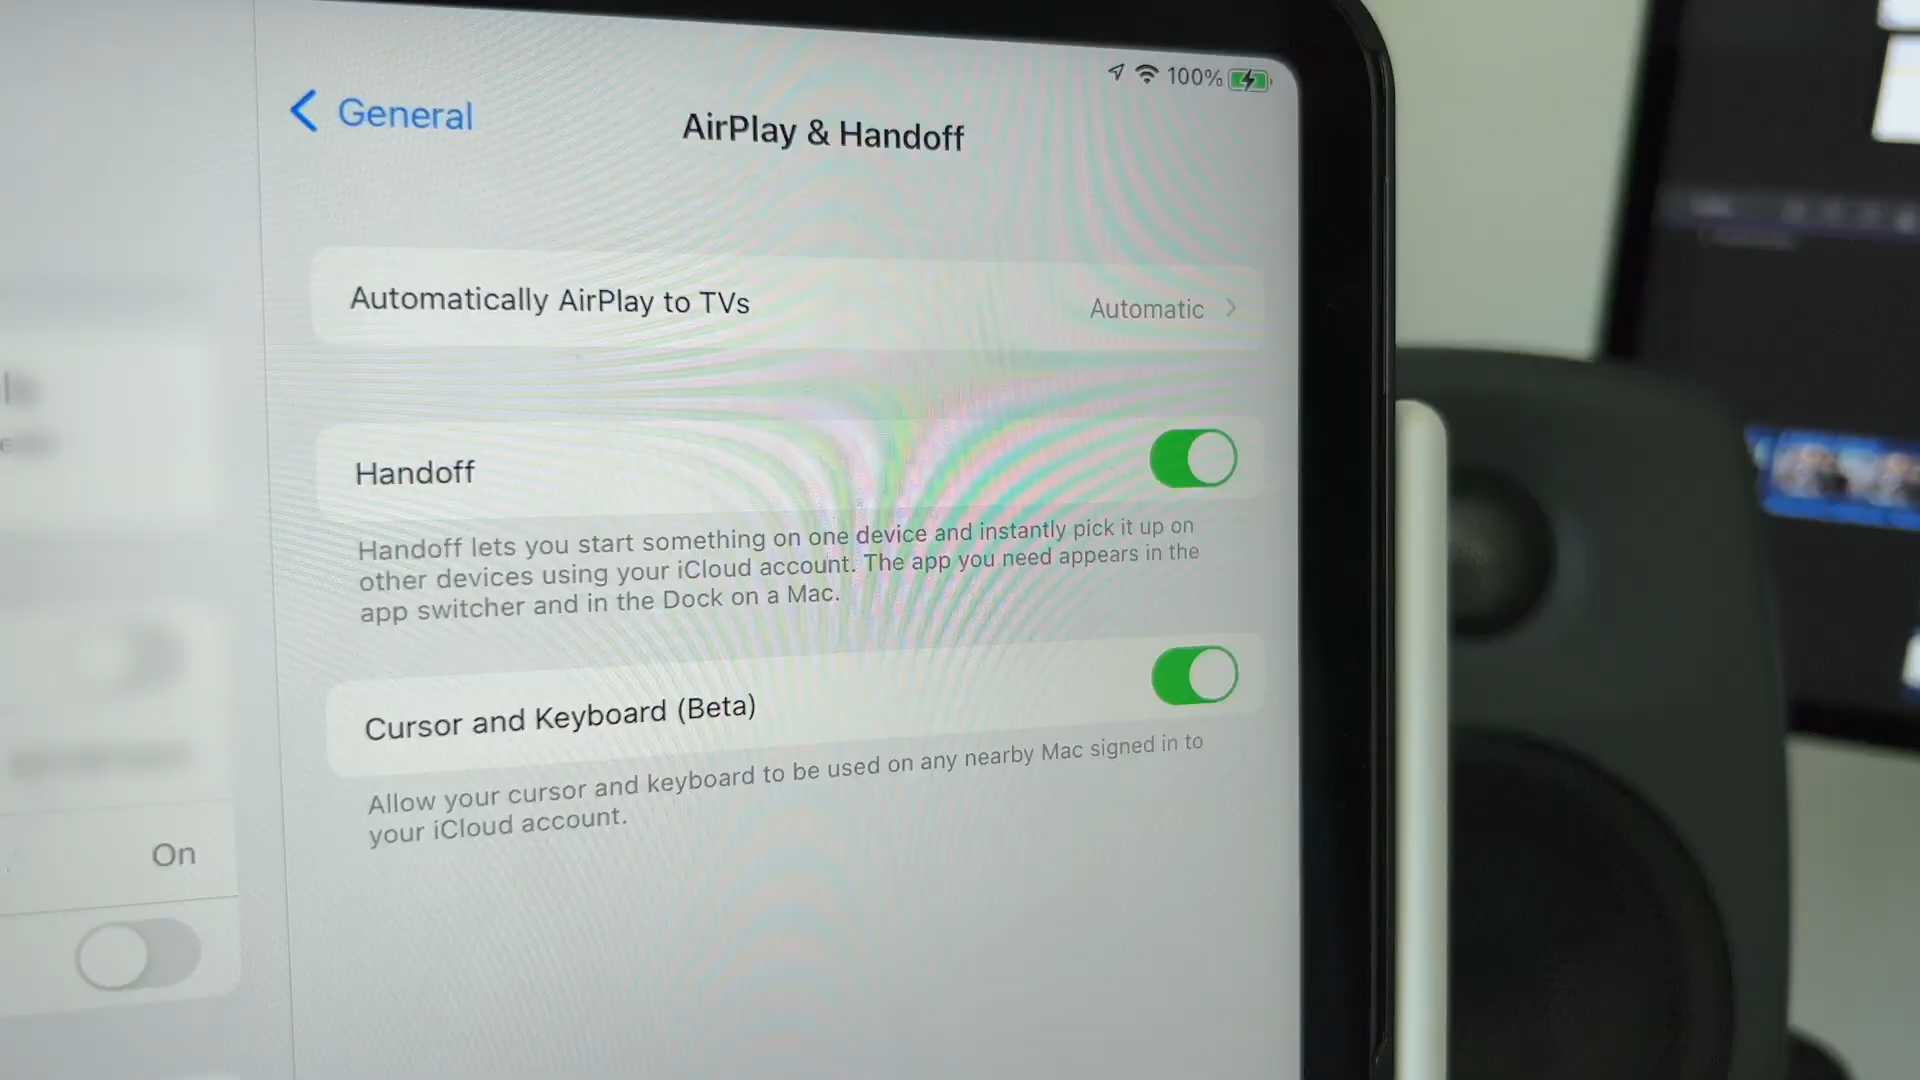 100%
General
AirPlay & Handoff
Automatically AirPlay to TVs
Automatic
Handoff
Handoff lets you start something on one device and instantly pick it up on
other devices using your iCloud account. The app you need appears in the
app switcher and in the Dock on a Mac.
Cursor and Keyboard (Beta)
Allow your cursor and keyboard to be used on any nearby Mac signed in to
your iCloud account.
On